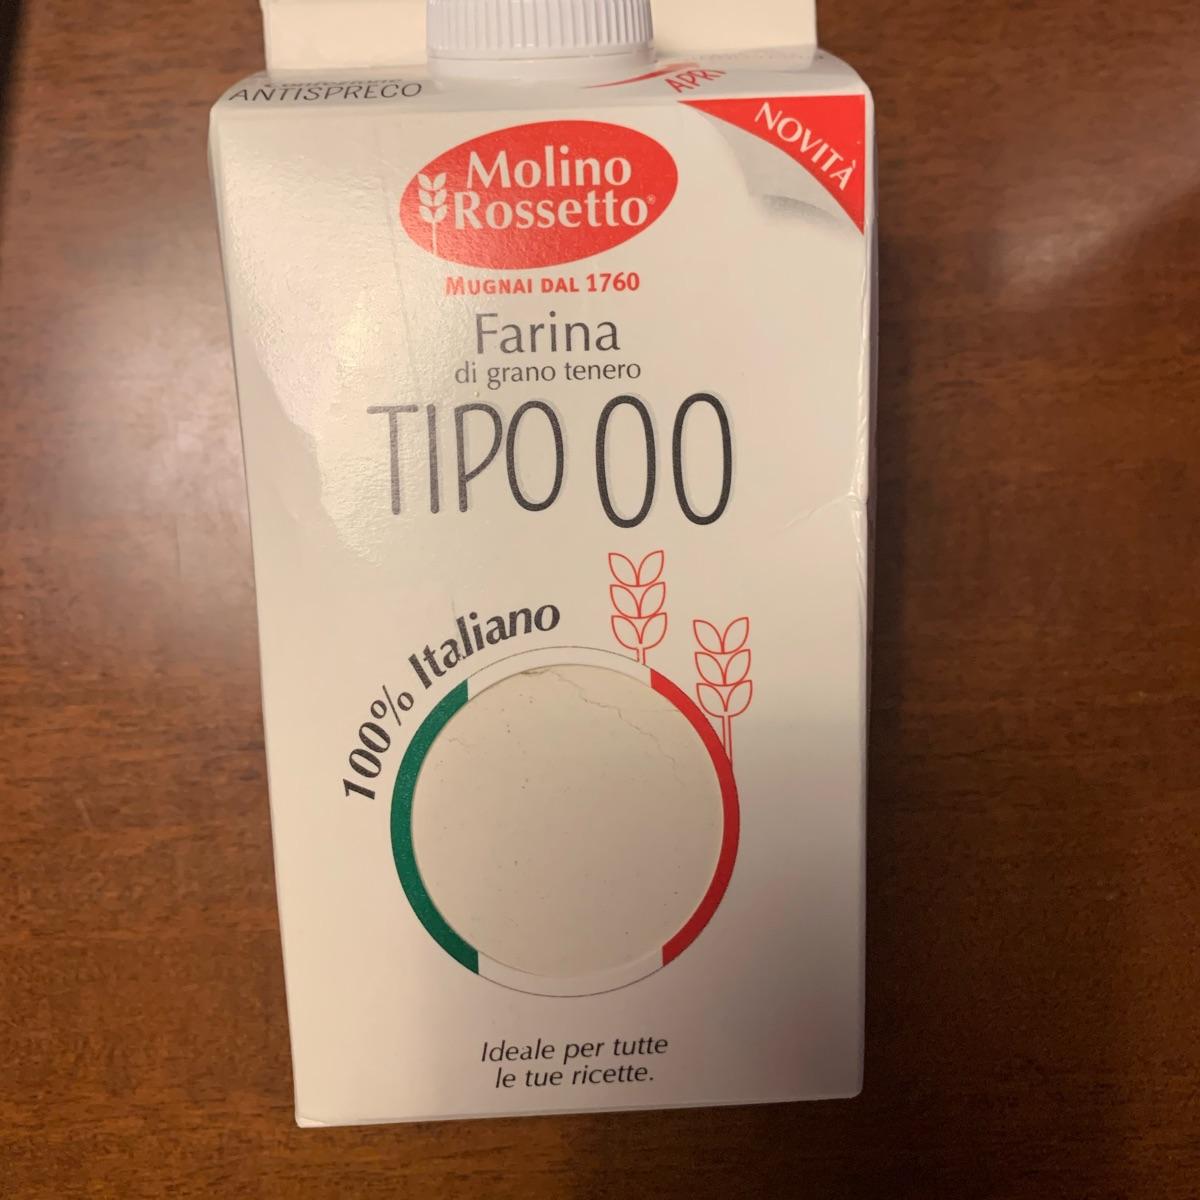 ANTISPRECO
APRI
NOVITÀ
Molino
Rossetto®
MUGNAI DAL 1760
Farina
di grano tenero
TIPO 00
100% Italiano
Ideale per tutte
le tue ricette.